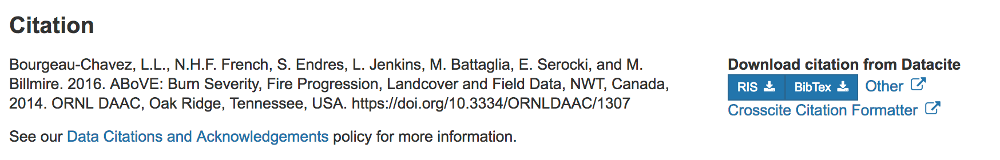 Citation
Bourgeau-Chavez, L.L., N.H.F. French, S. Endres, L. Jenkins, M. Battaglia, E. Serocki, and M.
Billmire. 2016. ABoVE: Burn Severity, Fire Progression, Landcover and Field Data, NWT, Canada,
2014. ORNL DAAC, Oak Ridge, Tennessee, USA. https://doi.org/10.3334/ORNLDAAC/1307
See our Data Citations and Acknowledgements policy for more information.
Download citation from Datacite
RIS BibTex Other
Crosscite Citation Formatter